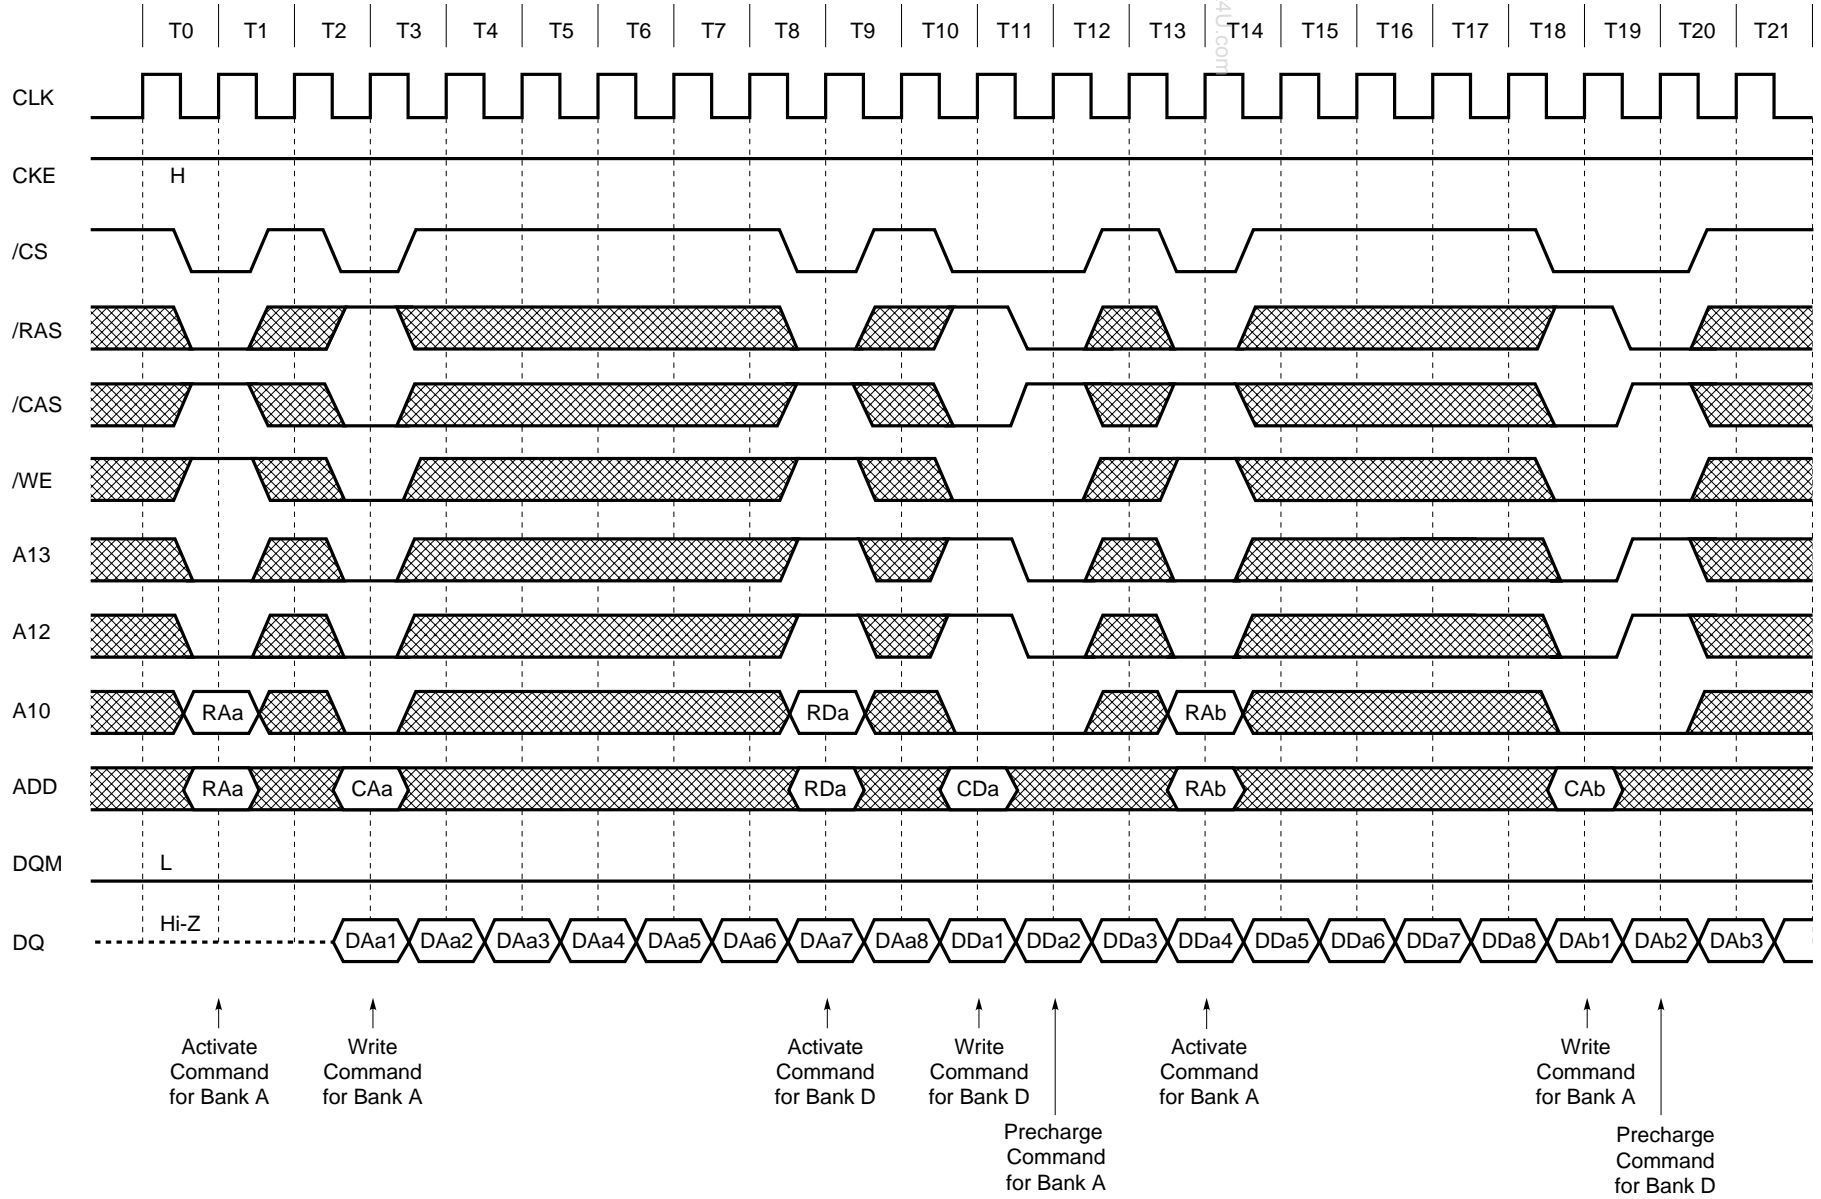 T0 T1 T2 T3 T4 T5 T6 T7 T8 T9 T10 T11 T12 T13 T14 T15 T16 T17 T18 T19 T20 T21
4U.com
CLK
CKE H
/CS
/RAS
/CAS
/WE
A13
A12
A10 RAa RDa RAb
ADD RAa CAa RDa CDa RAb CAb
DQM L
Hi-Z
DQ DAa1 DAa2 DAa3 DAa4 DAa5 DAa6 DAa7 DAa8 DDa1 DDa2 DDa3 DDa4 DDa5 DDa6 DDa7 DDa8 DAb1 DAb2 DAb3
Activate
Command
for Bank A
Write
Command
for Bank A
Activate
Command
for Bank D
Write
Command
for Bank D
Precharge
Command
for Bank A
Activate
Command
for Bank A
Write
Command
for Bank A
Precharge
Command
for Bank D